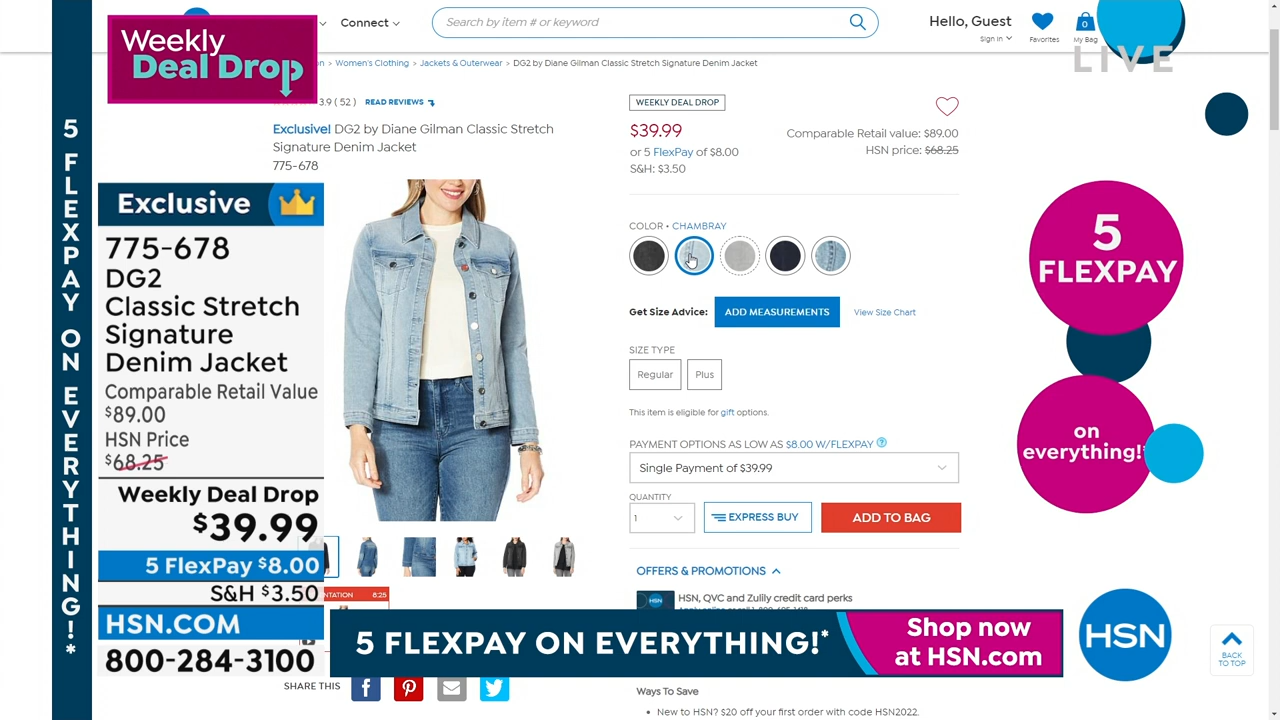 Weekly
Deal Drop
Connect
Search by item # or keyword
Hello, Guest
Sign in
Favorites
0
My Bag
LIVE
> Women's Clothing > Jackets & Outerwear > DG2 by Diane Gilman Classic Stretch Signature Denim Jacket
5 FLEXPAY ON EVERYTHING!*
3.9 ( 52 ) READ REVIEWS
Exclusive! DG2 by Diane Gilman Classic Stretch
Signature Denim Jacket
775-678
WEEKLY DEAL DROP
$39.99
or 5 FlexPay of $8.00
S&H: $3.50
Comparable Retail value: $89.00
HSN price: $68.25
COLOR • CHAMBRAY
Get Size Advice:
ADD MEASUREMENTS
View Size Chart
SIZE TYPE
Regular
Plus
This item is eligible for gift options.
PAYMENT OPTIONS AS LOW AS $8.00 W/FLEXPAY ?
Single Payment of $39.99
QUANTITY
1
EXPRESS BUY
ADD TO BAG
OFFERS & PROMOTIONS
HSN
HSN, QVC and Zulily credit card perks
Exclusive
775-678
DG2
Classic Stretch
Signature
Denim Jacket
Comparable Retail Value
$89.00
HSN Price
$68.25
Weekly Deal Drop
$39.99
5 FlexPay $8.00
S&H $3.50
HSN.COM
800-284-3100
8:25
5
FLEXPAY
on
everything!*
5 FLEXPAY ON EVERYTHING!*
Shop now
at HSN.com
HSN
BACK
TO TOP
SHARE THIS
Ways To Save
• New to HSN? $20 off your first order with code HSN2022.